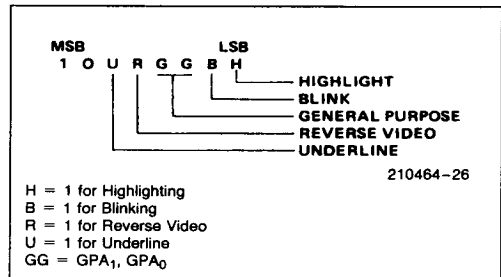 MSB LSB
1 0 U R G G B H
HIGHLIGHT
BLINK
GENERAL PURPOSE
REVERSE VIDEO
UNDERLINE
210464-26
H = 1 for Highlighting
B = 1 for Blinking
R = 1 for Reverse Video
U = 1 for Underline
GG = GPA₁, GPA₀